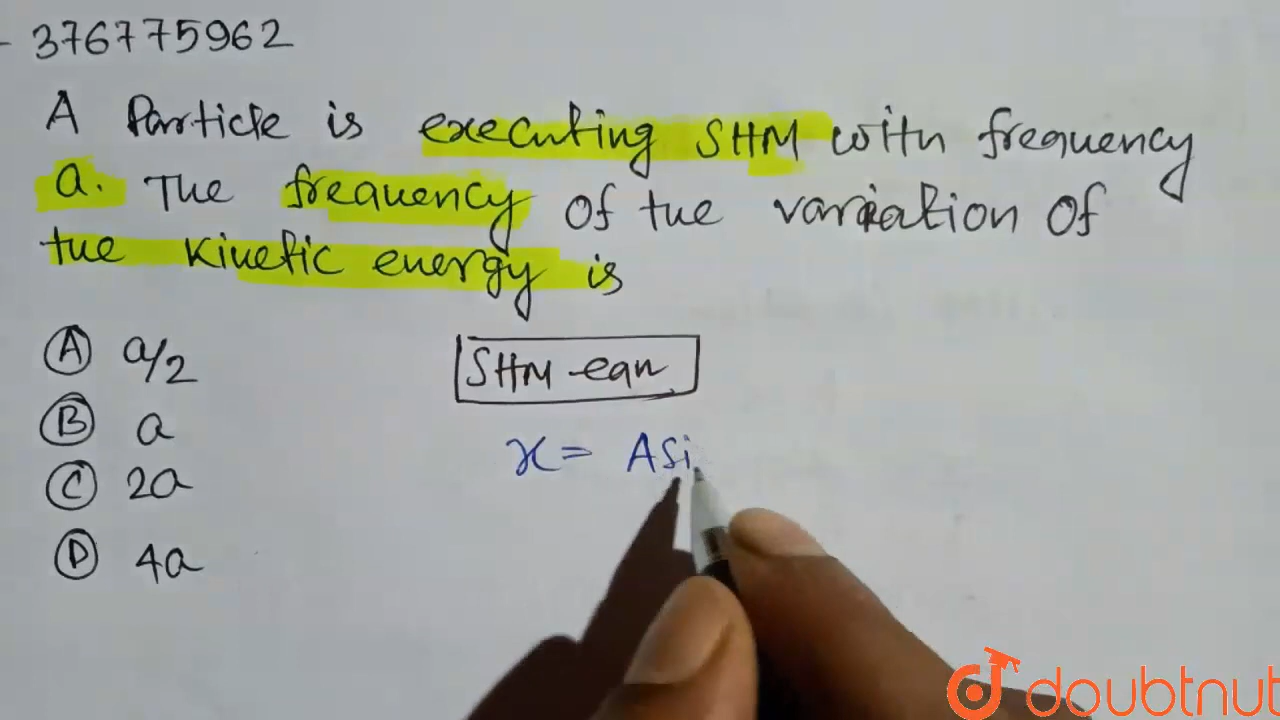 - 376775962
A Particle is executing SHM with frequency
a. The frequency of the variation of
the kinetic energy is
(A) a/2
(B) a
(C) 2a
(D) 4a
SHM eqn
x = A Si
doubtnut